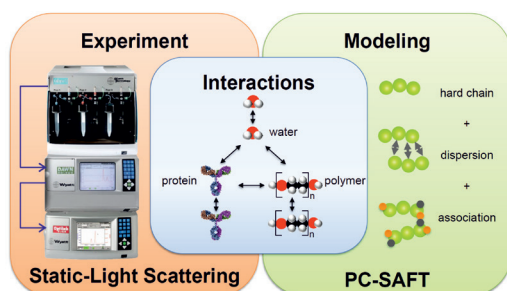 Experiment
Modeling
Interactions
water
protein
polymer
n
n
hard chain
+
dispersion
+
association
Static-Light Scattering
PC-SAFT